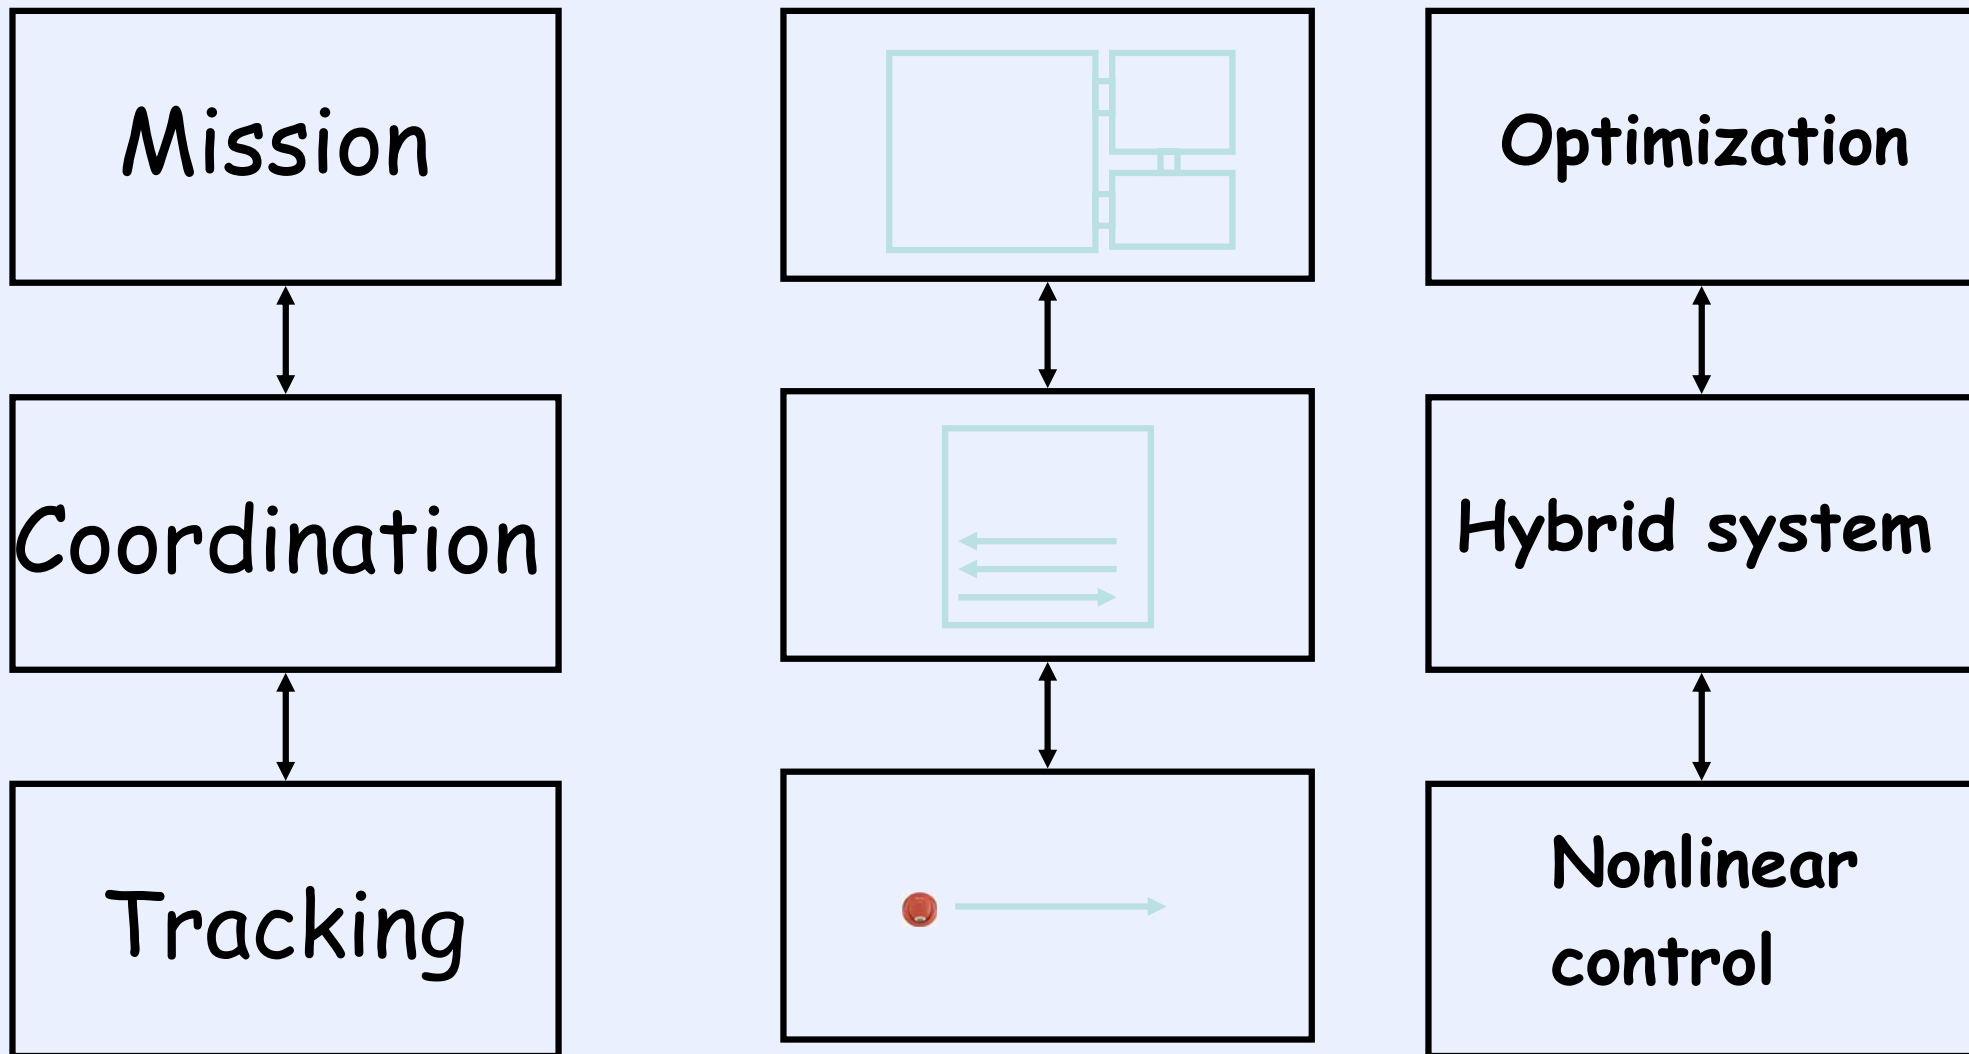 Mission
Optimization
Coordination
Hybrid system
Tracking
Nonlinear
control